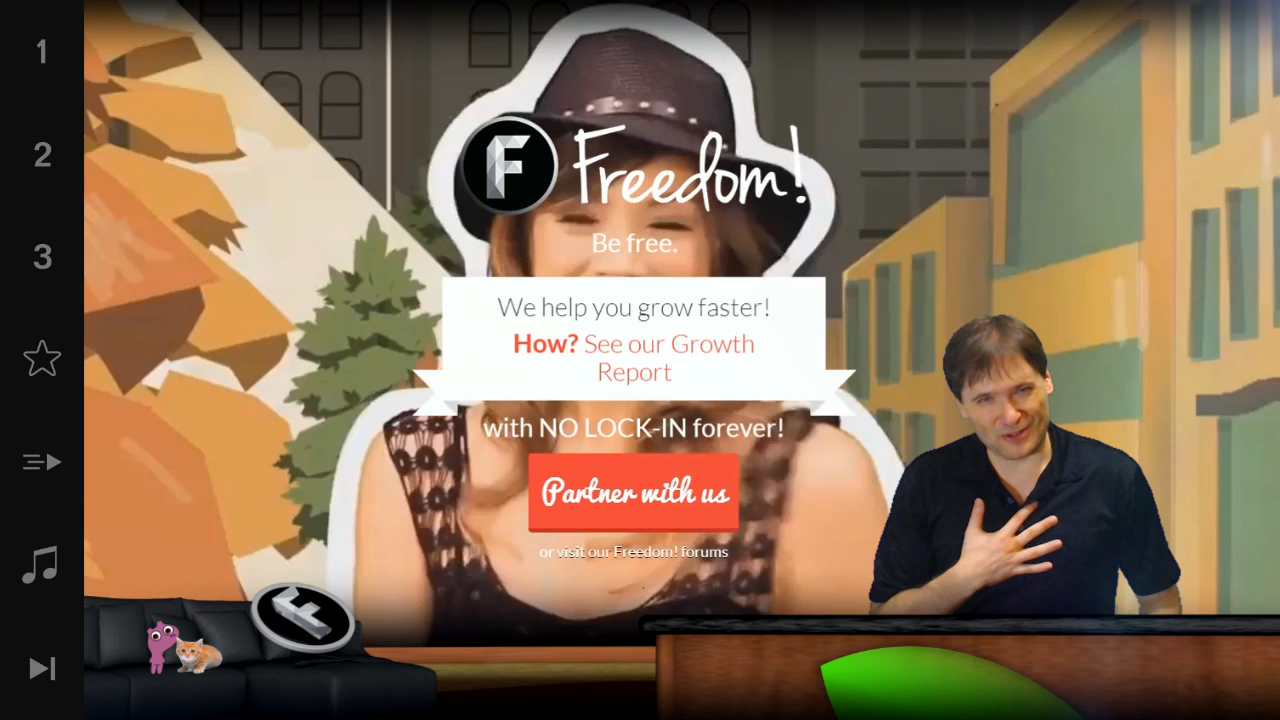 1
2
3
F Freedom!
Be free.
We help you grow faster!
How? See our Growth
Report
with NO LOCK-IN forever!
Partner with us
or visit our Freedom! forums
F